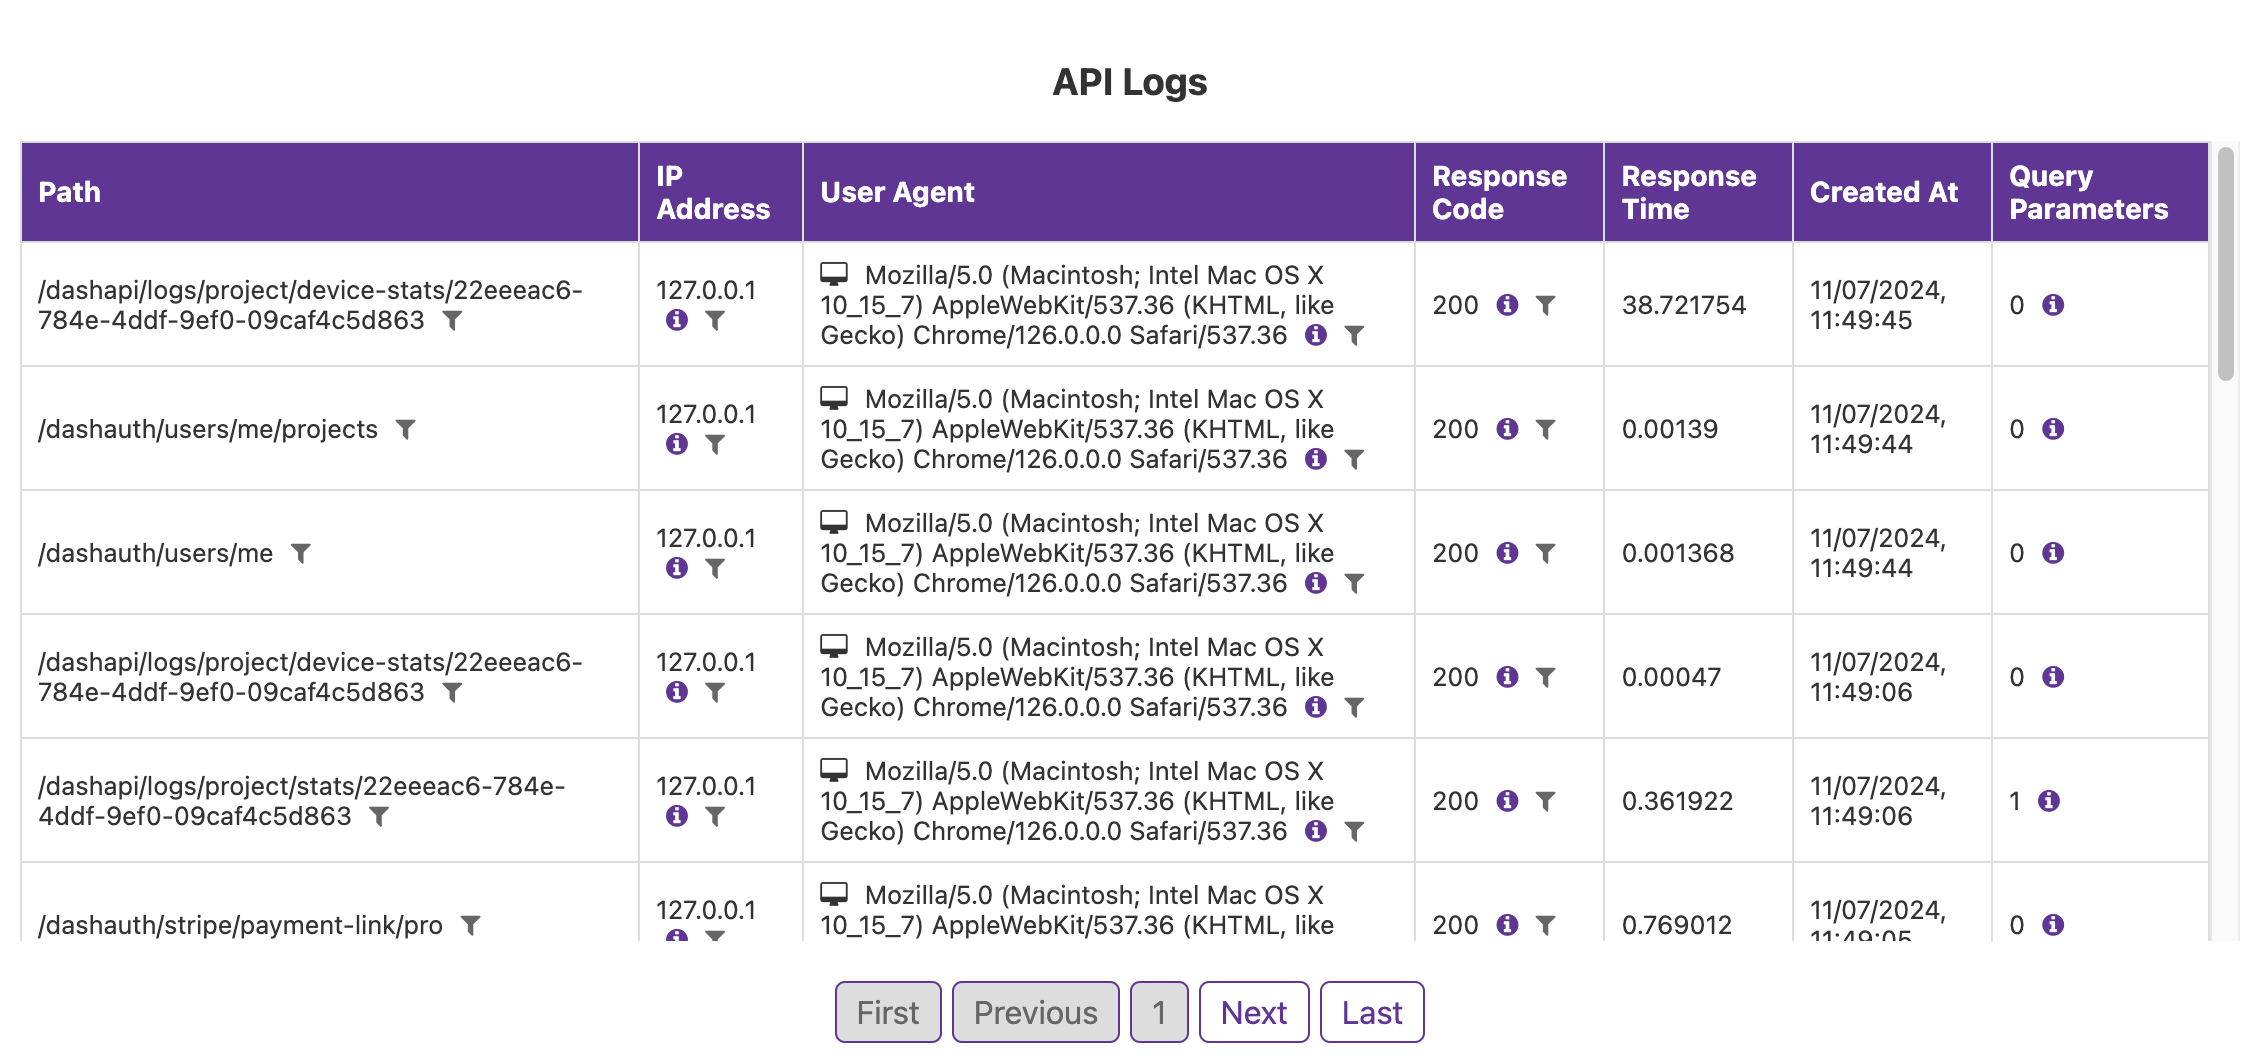 API Logs
Path
IP
Address
User Agent
Response
Code
Response
Time
Created At
Query
Parameters
/dashapi/logs/project/device-stats/22eeeac6-
784e-4ddf-9ef0-09caf4c5d863
127.0.0.1
Mozilla/5.0 (Macintosh; Intel Mac OS X
10_15_7) AppleWebKit/537.36 (KHTML, like
Gecko) Chrome/126.0.0.0 Safari/537.36
200
38.721754
11/07/2024,
11:49:45
0
/dashauth/users/me/projects
127.0.0.1
Mozilla/5.0 (Macintosh; Intel Mac OS X
10_15_7) AppleWebKit/537.36 (KHTML, like
Gecko) Chrome/126.0.0.0 Safari/537.36
200
0.00139
11/07/2024,
11:49:44
0
/dashauth/users/me
127.0.0.1
Mozilla/5.0 (Macintosh; Intel Mac OS X
10_15_7) AppleWebKit/537.36 (KHTML, like
Gecko) Chrome/126.0.0.0 Safari/537.36
200
0.001368
11/07/2024,
11:49:44
0
/dashapi/logs/project/device-stats/22eeeac6-
784e-4ddf-9ef0-09caf4c5d863
127.0.0.1
Mozilla/5.0 (Macintosh; Intel Mac OS X
10_15_7) AppleWebKit/537.36 (KHTML, like
Gecko) Chrome/126.0.0.0 Safari/537.36
200
0.00047
11/07/2024,
11:49:06
0
/dashapi/logs/project/stats/22eeeac6-784e-
4ddf-9ef0-09caf4c5d863
127.0.0.1
Mozilla/5.0 (Macintosh; Intel Mac OS X
10_15_7) AppleWebKit/537.36 (KHTML, like
Gecko) Chrome/126.0.0.0 Safari/537.36
200
0.361922
11/07/2024,
11:49:06
1
/dashauth/stripe/payment-link/pro
127.0.0.1
Mozilla/5.0 (Macintosh; Intel Mac OS X
10_15_7) AppleWebKit/537.36 (KHTML, like
200
0.769012
11/07/2024,
11:49:05
0
First
Previous
1
Next
Last